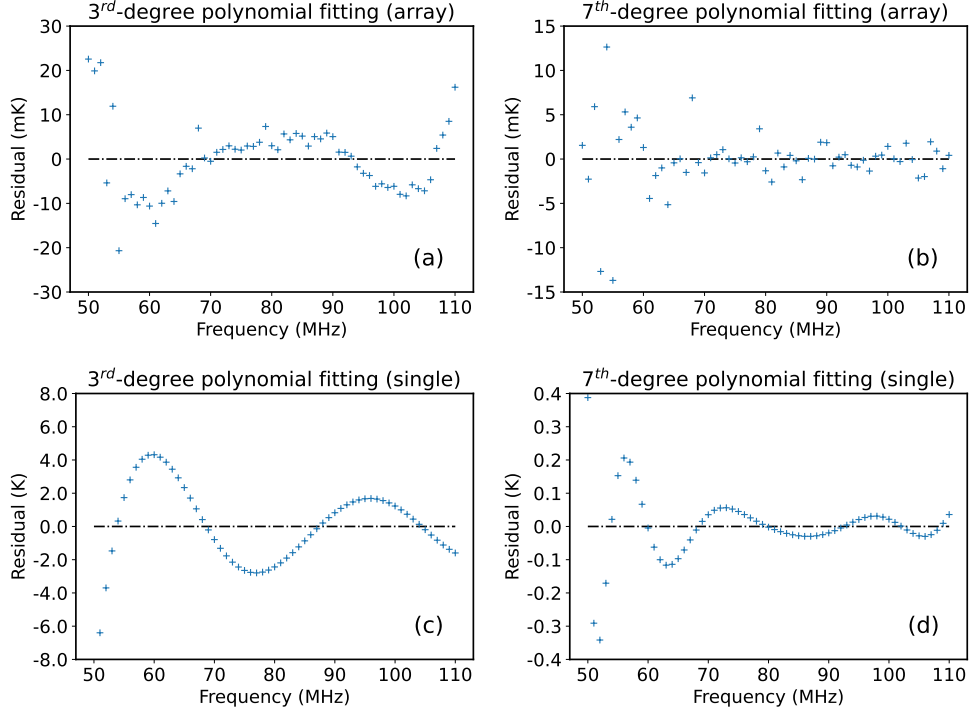 3rd-degree polynomial fitting (array)
30
20
10
0
-10
-20
-30
Residual (mK)
50 60 70 80 90 100 110
Frequency (MHz)
(a)
7th-degree polynomial fitting (array)
15
10
5
0
-5
-10
-15
Residual (mK)
50 60 70 80 90 100 110
Frequency (MHz)
(b)
3rd-degree polynomial fitting (single)
8.0
4.0
2.0
0.0
-2.0
-4.0
-6.0
-8.0
Residual (K)
50 60 70 80 90 100 110
Frequency (MHz)
(c)
7th-degree polynomial fitting (single)
0.4
0.3
0.2
0.1
0.0
-0.1
-0.2
-0.3
-0.4
Residual (K)
50 60 70 80 90 100 110
Frequency (MHz)
(d)